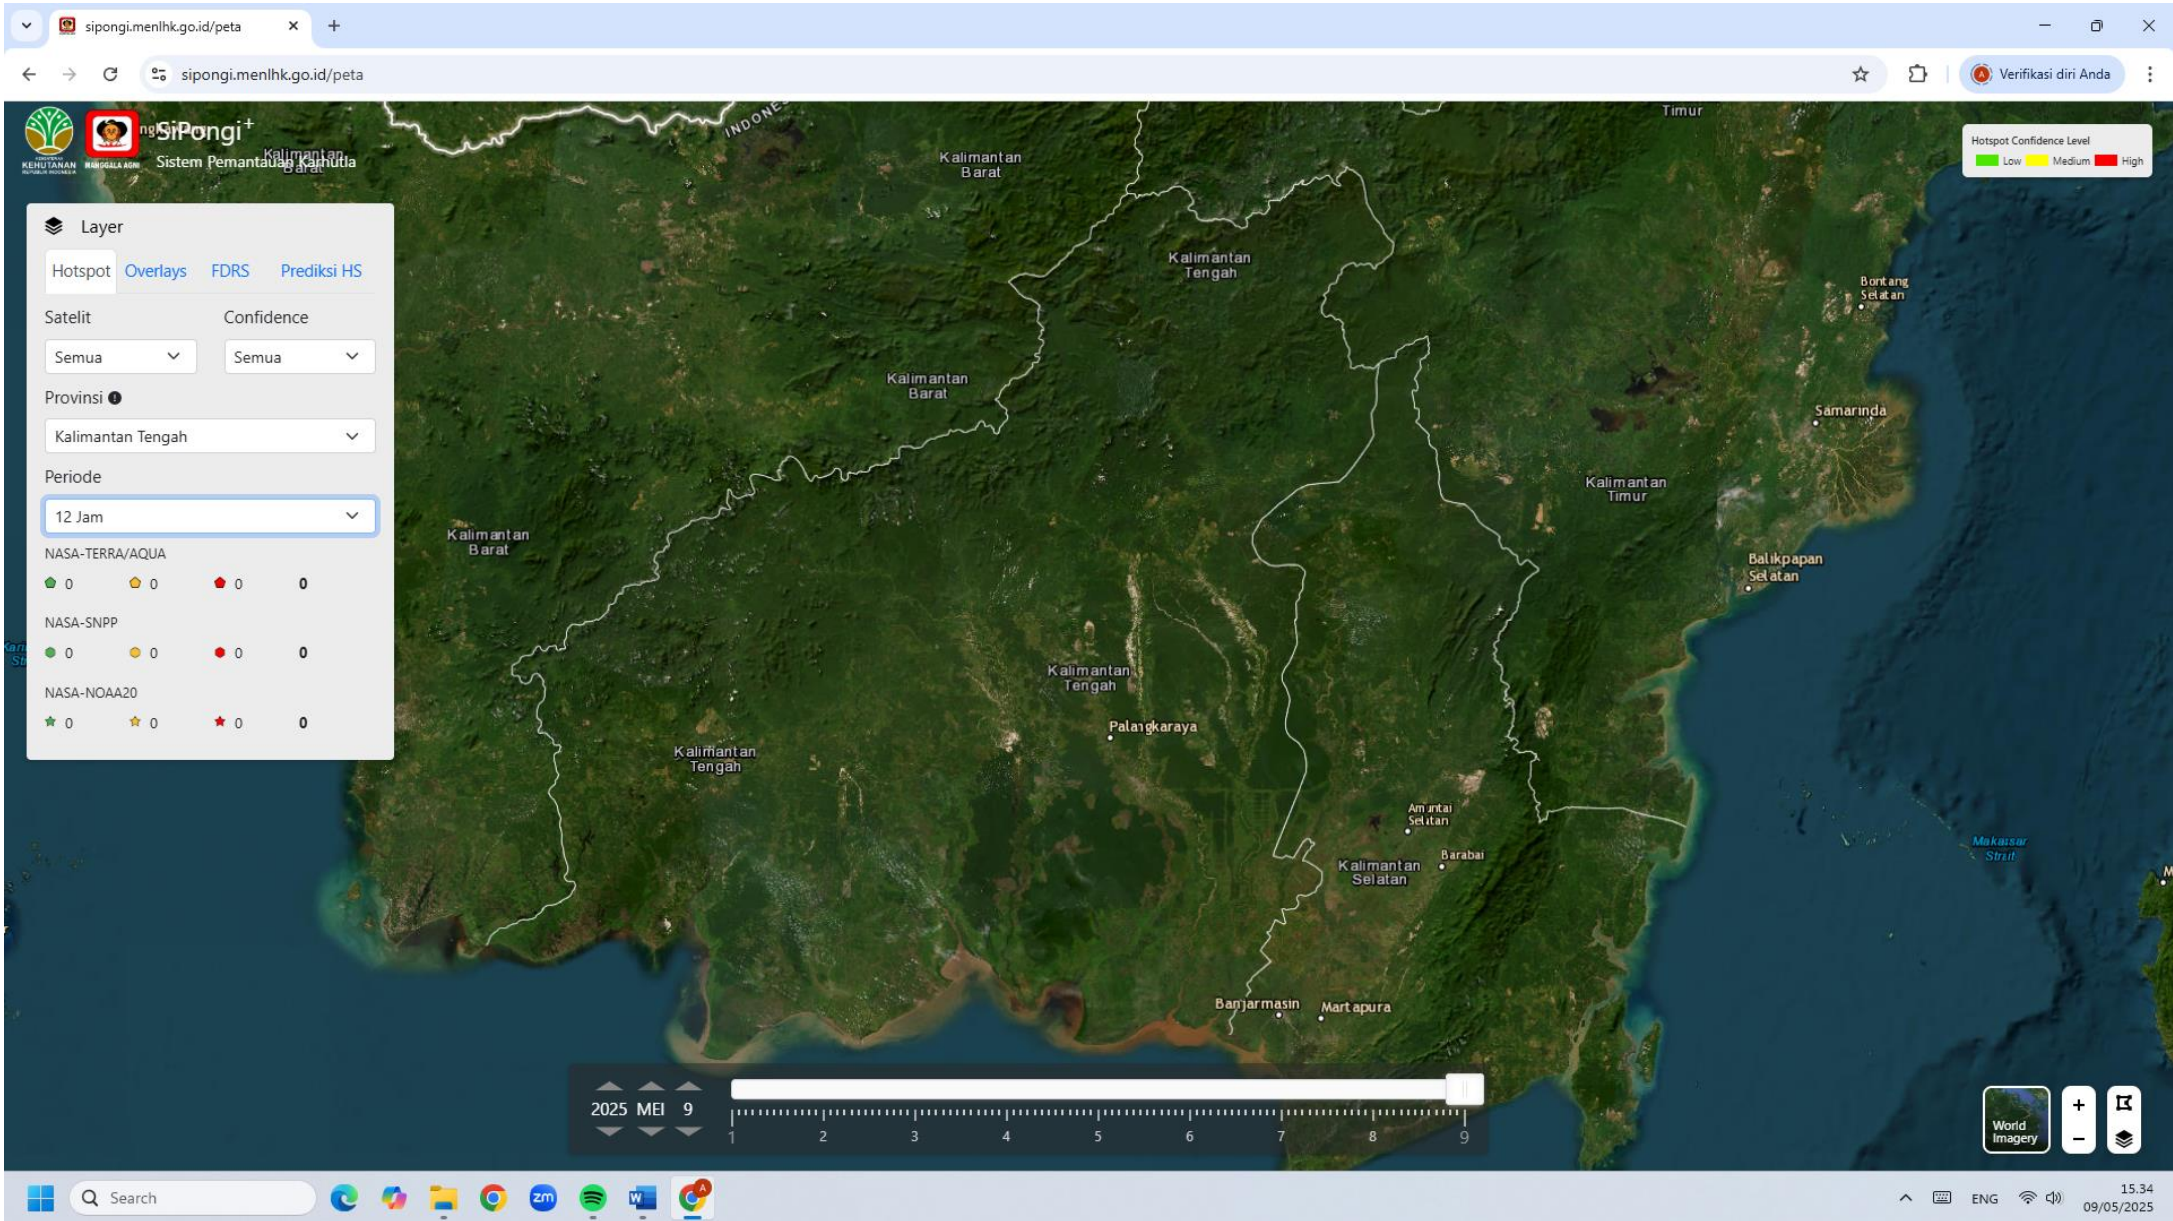 sipongi.menlhk.go.id/peta
sipongi.menlhk.go.id/peta
Verifikasi diri Anda
KEHUTANAN
MANGGALA AGNI
SiPongi+
Sistem Pemantauan Karhutla
Kalimantan
Barat
INDONES
Kalimantan
Barat
Timur
Hotspot Confidence Level
Low Medium High
Layer
Hotspot Overlays FDRS Prediksi HS
Satelit Confidence
Semua Semua
Provinsi
Kalimantan Tengah
Periode
12 Jam
NASA-TERRA/AQUA
0 0 0 0
NASA-SNPP
0 0 0 0
NASA-NOAA20
0 0 0 0
Kalimantan
Tengah
Bontang
Selatan
Kalimantan
Barat
Samarinda
Kalimantan
Timur
Kalimantan
Barat
Balikpapan
Selatan
Kalimantan
Tengah
Palangkaraya
Kalimantan
Tengah
Amuntai
Selatan
Barabai
Kalimantan
Selatan
Makassar
Strait
Banjarmasin
Martapura
2025 MEI 9
1 2 3 4 5 6 7 8 9
World
Imagery
Search
zm
W
A
ENG
15.34
09/05/2025